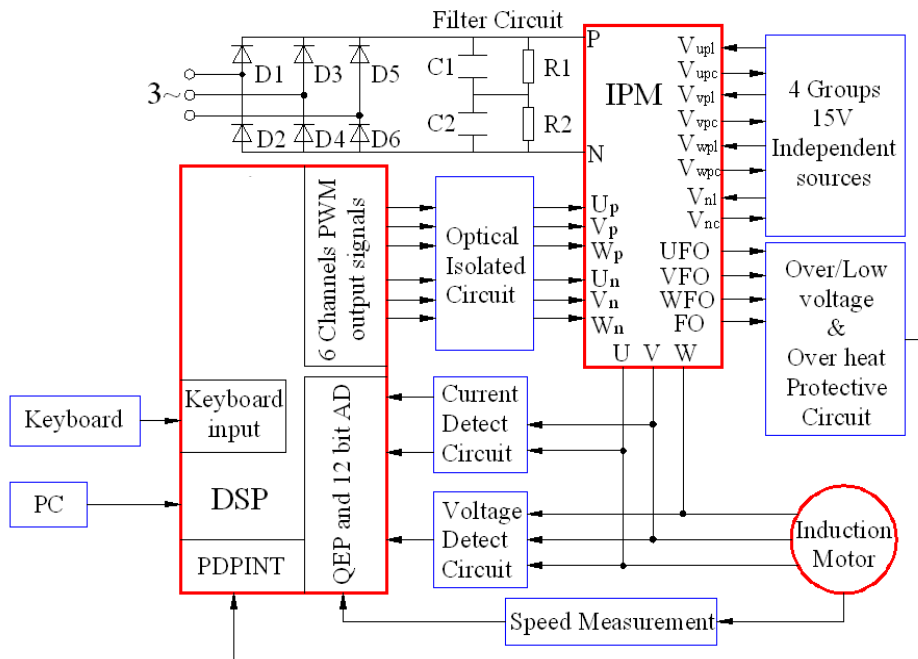 Filter Circuit
D1
D3
D5
3~
D2
D4
D6
C1
C2
R1
R2
P
IPM
N
Vupl
Vupc
Vvpl
Vvpc
Vwpl
Vwpc
Vnl
Vnc
4 Groups
15V
Independent
sources
6 Channels PWM
output signals
Optical
Isolated
Circuit
Up
Vp
Wp
Un
Vn
Wn
UFO
VFO
WFO
FO
U V W
Over/Low
voltage
&
Over heat
Protective
Circuit
Keyboard
Keyboard
input
PC
DSP
PDPINT
QEP and 12 bit AD
Current
Detect
Circuit
Voltage
Detect
Circuit
Induction
Motor
Speed Measurement